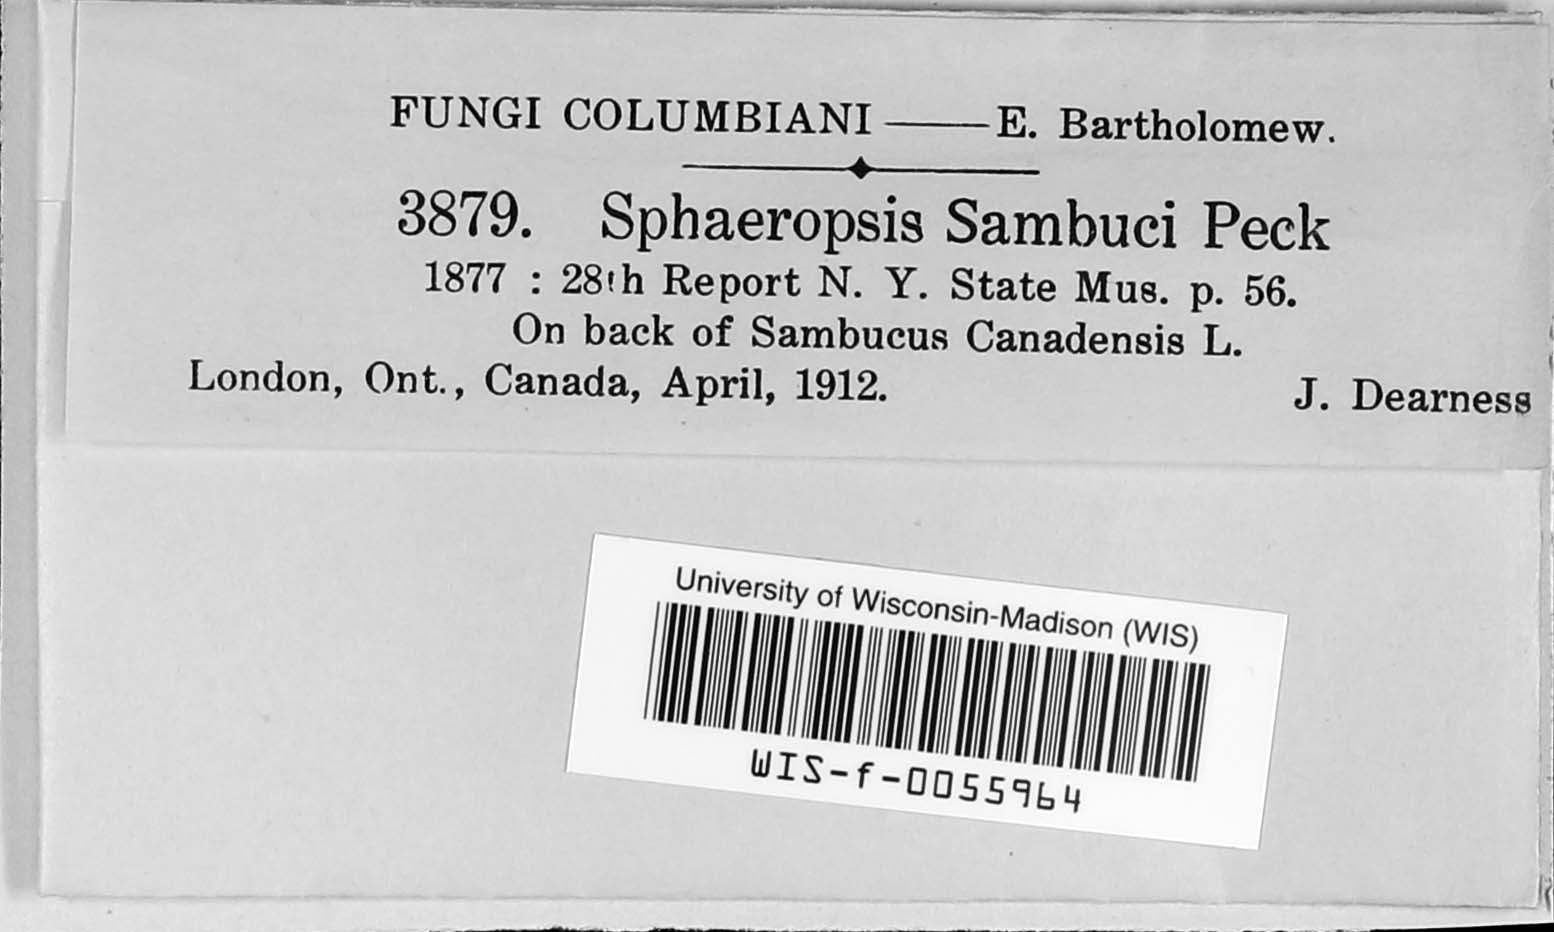 FUNGI COLUMBIANI —— E. Bartholomew.
3879. Sphaeropsis Sambuci Peck
1877 : 28th Report N. Y. State Mus. p. 56.
On back of Sambucus Canadensis L.
London, Ont., Canada, April, 1912. J. Dearness
University of Wisconsin-Madison (WIS)
WIS-f-0055964